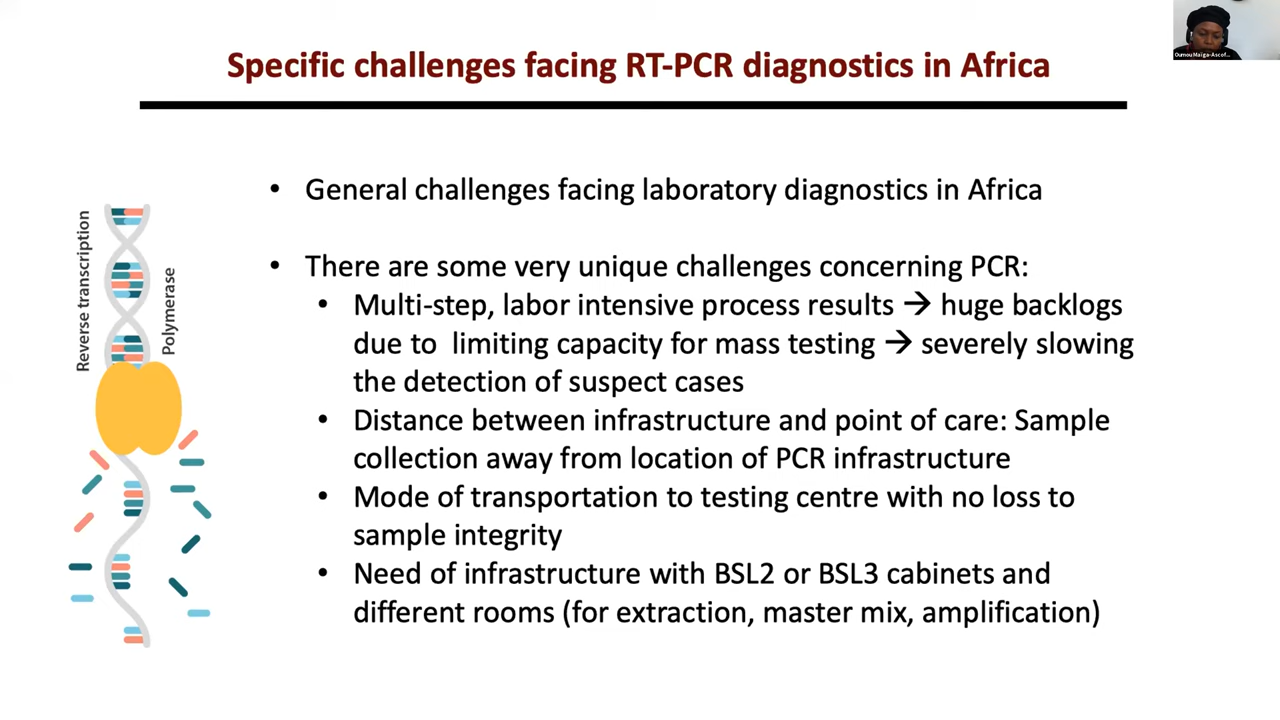 Specific challenges facing RT-PCR diagnostics in Africa
Oumou Maïga-Ascof...
Reverse transcription
Polymerase
• General challenges facing laboratory diagnostics in Africa
• There are some very unique challenges concerning PCR:
• Multi-step, labor intensive process results → huge backlogs
due to limiting capacity for mass testing → severely slowing
the detection of suspect cases
• Distance between infrastructure and point of care: Sample
collection away from location of PCR infrastructure
• Mode of transportation to testing centre with no loss to
sample integrity
• Need of infrastructure with BSL2 or BSL3 cabinets and
different rooms (for extraction, master mix, amplification)